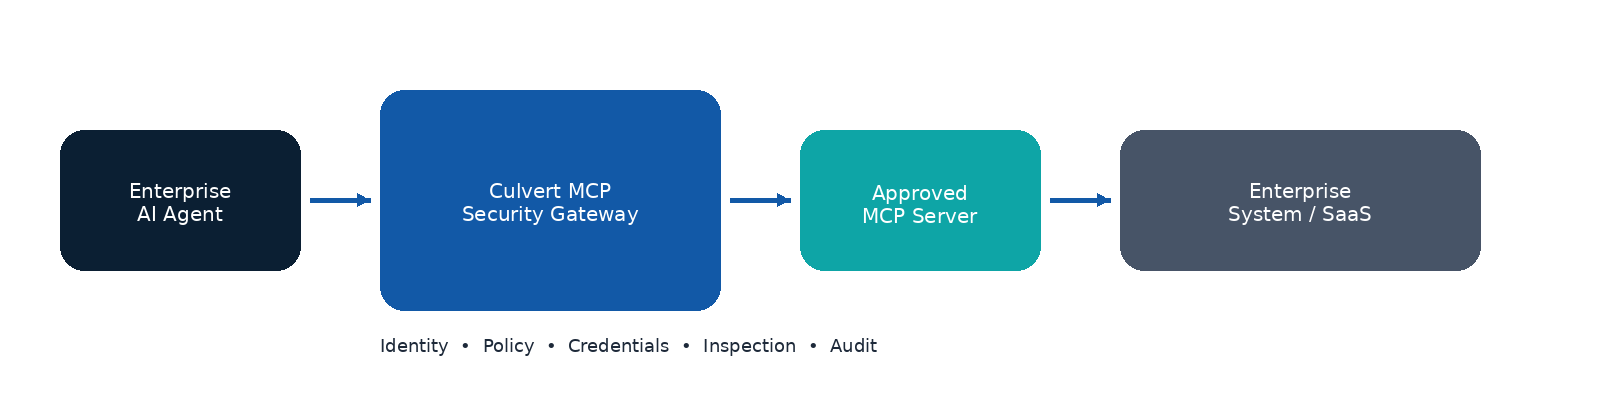 Enterprise
AI Agent
Culvert MCP
Security Gateway
Approved
MCP Server
Enterprise
System / SaaS
Identity • Policy • Credentials • Inspection • Audit